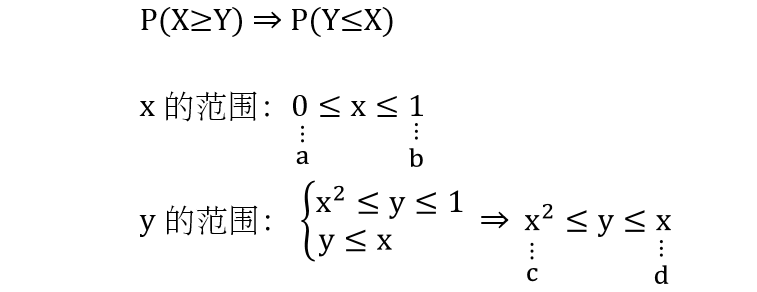 P(X≥Y) ⇒ P(Y≤X)
x 的范围： 0 ≤ x ≤ 1
a b
y 的范围： {x² ≤ y ≤ 1
y ≤ x ⇒ x² ≤ y ≤ x
c d